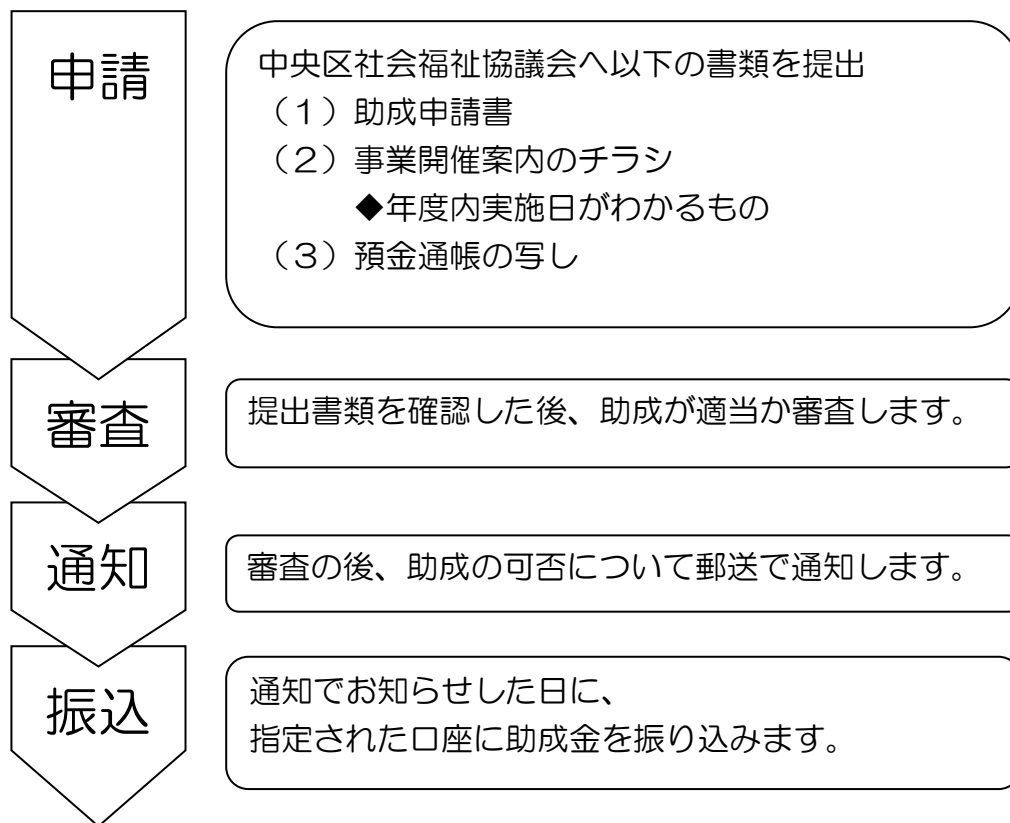 申請
中央区社会福祉協議会へ以下の書類を提出
（１）助成申請書
（２）事業開催案内のチラシ
◆年度内実施日がわかるもの
（３）預金通帳の写し
審査
提出書類を確認した後、助成が適当か審査します。
通知
審査の後、助成の可否について郵送で通知します。
振込
通知でお知らせした日に、
指定された口座に助成金を振り込みます。